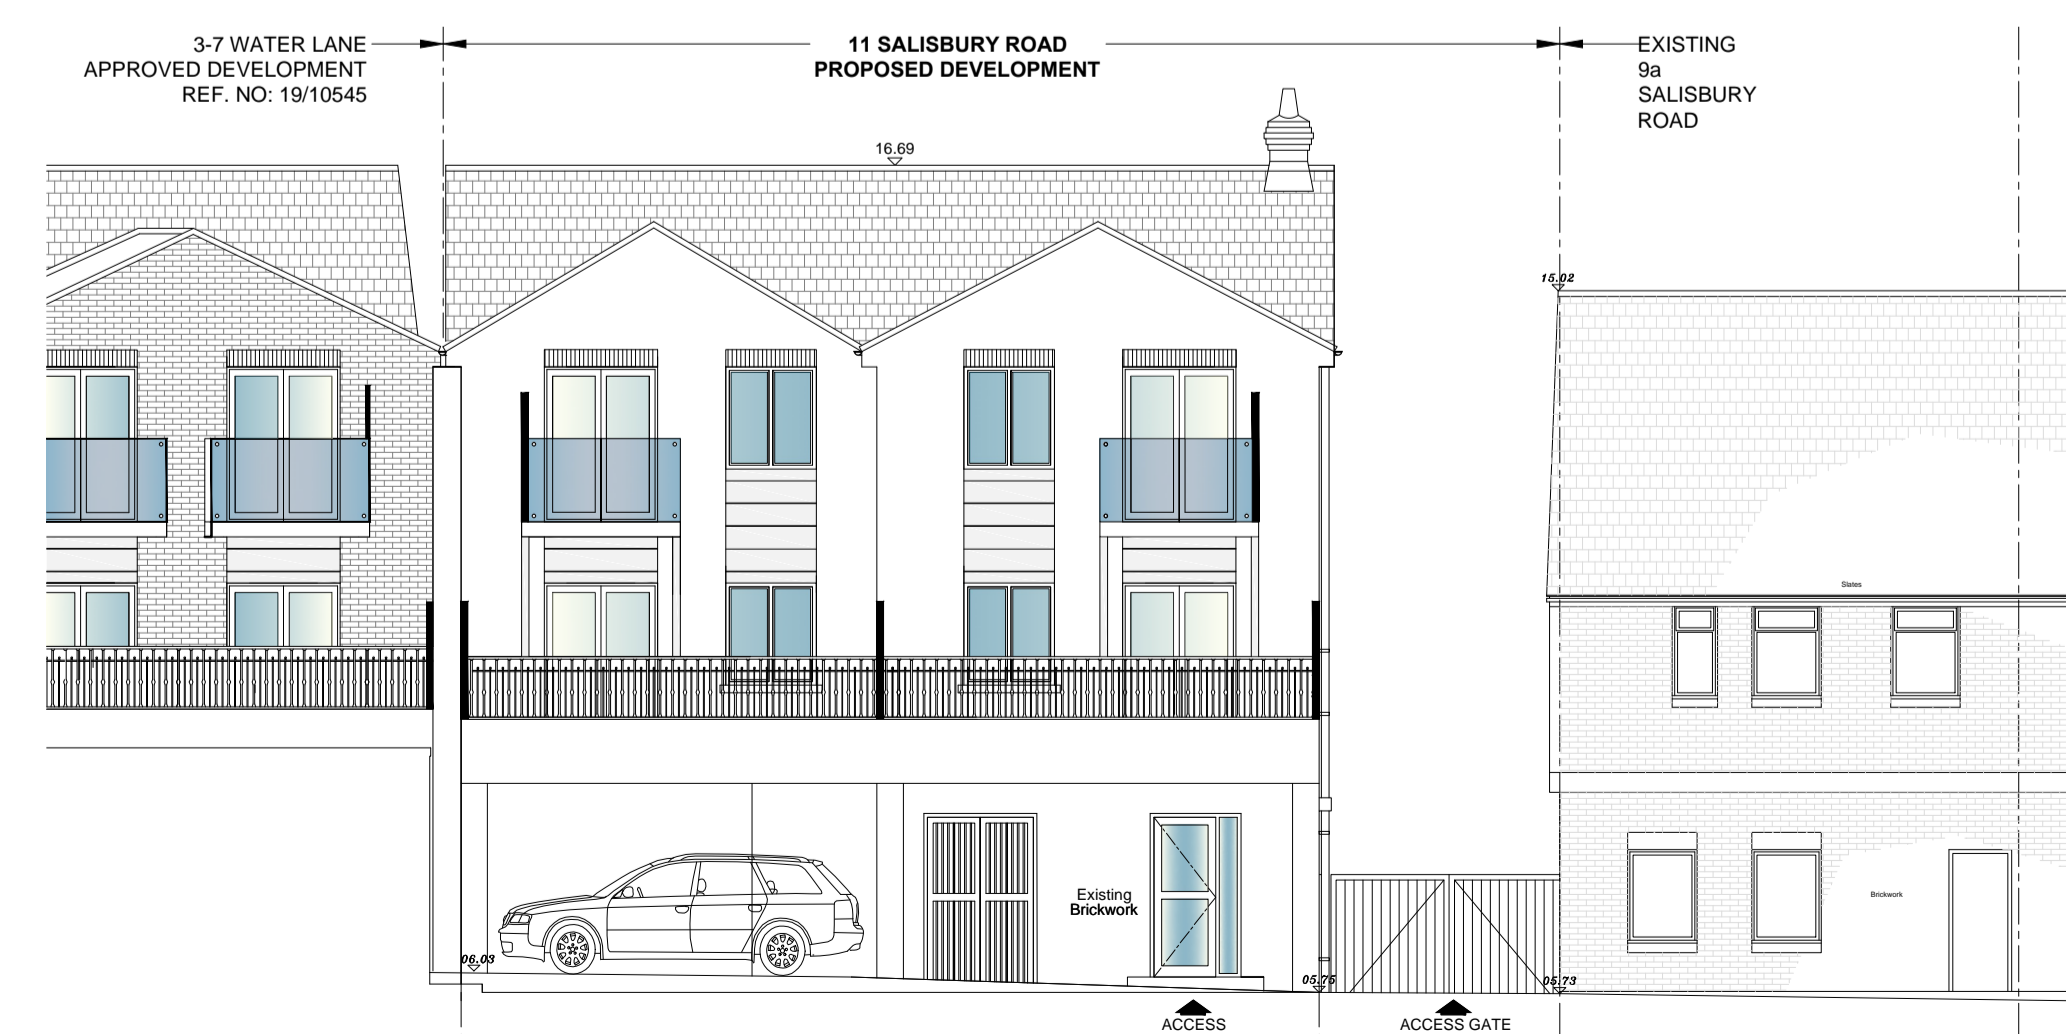 3-7 WATER LANE
APPROVED DEVELOPMENT
REF. NO: 19/10545
11 SALISBURY ROAD
PROPOSED DEVELOPMENT
EXISTING
9a
SALISBURY
ROAD
16.69
15.02
Slates
Existing
Brickwork
Brickwork
06.03
05.75
05.73
ACCESS
ACCESS GATE